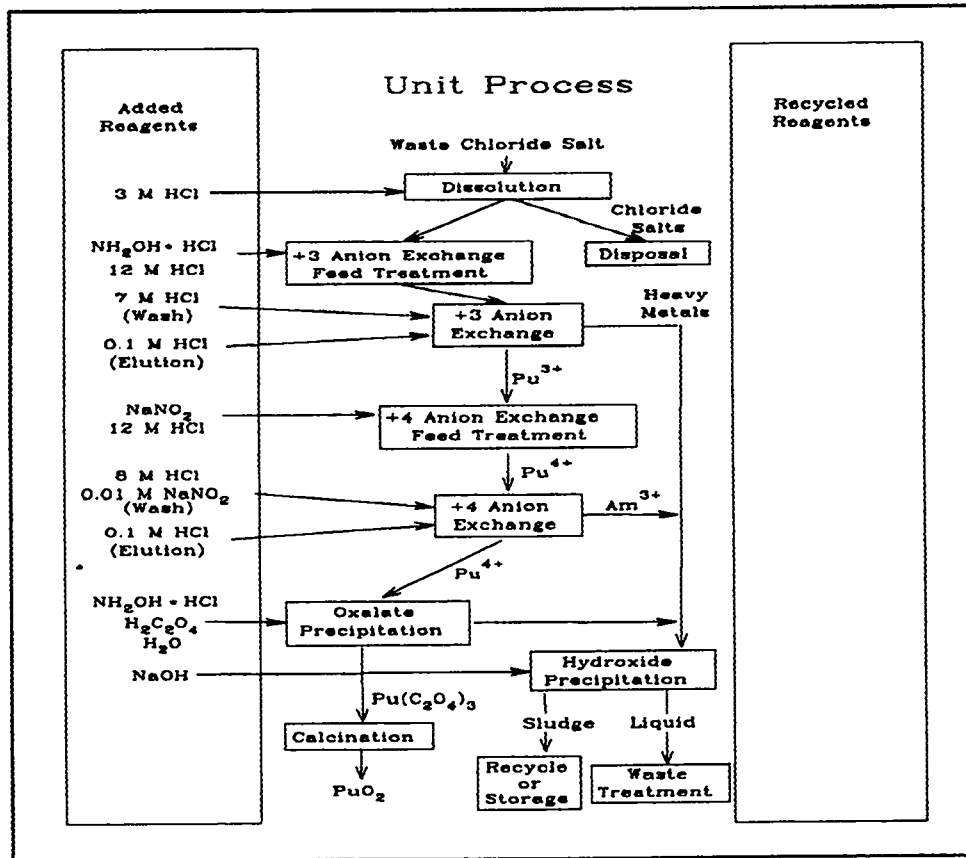 Unit Process
Added
Reagents
Recycled
Reagents
Waste Chloride Salt
3 M HCl
Dissolution
Chloride
Salts
NH₂OH • HCl
12 M HCl
+3 Anion Exchange
Feed Treatment
Disposal
7 M HCl
(Wash)
+3 Anion
Exchange
Heavy
Metals
0.1 M HCl
(Elution)
Pu³⁺
NaNO₂
12 M HCl
+4 Anion Exchange
Feed Treatment
Pu⁴⁺
8 M HCl
0.01 M NaNO₂
(Wash)
+4 Anion
Exchange
Am³⁺
0.1 M HCl
(Elution)
Pu⁴⁺
NH₂OH • HCl
H₂C₂O₄
H₂O
Oxalate
Precipitation
NaOH
Hydroxide
Precipitation
Pu(C₂O₄)₃
Sludge
Liquid
Calcination
Recycle
or
Storage
Waste
Treatment
PuO₂